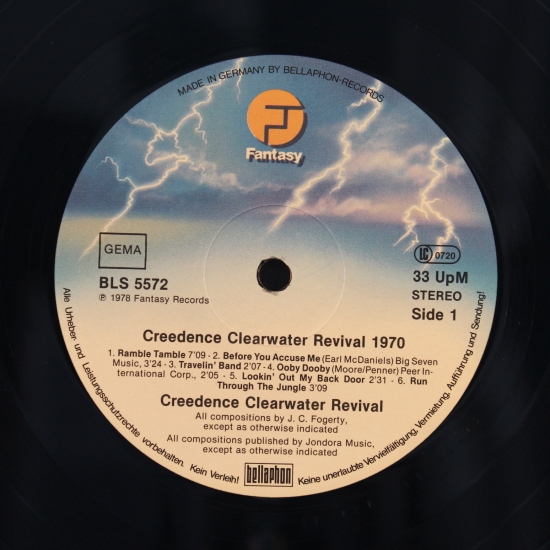 MADE IN GERMANY BY BELLAPHON-RECORDS
Fantasy
GEMA
BLS 5572
℗ 1978 Fantasy Records
LC 0720
33 UpM
STEREO
Side 1
Creedence Clearwater Revival 1970
1. Ramble Tamble 7'09 - 2. Before You Accuse Me (Earl McDaniels) Big Seven
Music, 3'24 - 3. Travelin' Band 2'07 - 4. Ooby Dooby (Moore/Penner) Peer In-
ternational Corp., 2'05 - 5. Lookin' Out My Back Door 2'31 - 6. Run
Through The Jungle 3'09
Creedence Clearwater Revival
All compositions by J. C. Fogerty,
except as otherwise indicated
All compositions published by Jondora Music,
except as otherwise indicated
bellaphon
Alle Urheber- und Leistungsschutzrechte vorbehalten. Kein Verleih! Keine unerlaubte Vervielfältigung, Vermietung, Aufführung und Sendung!